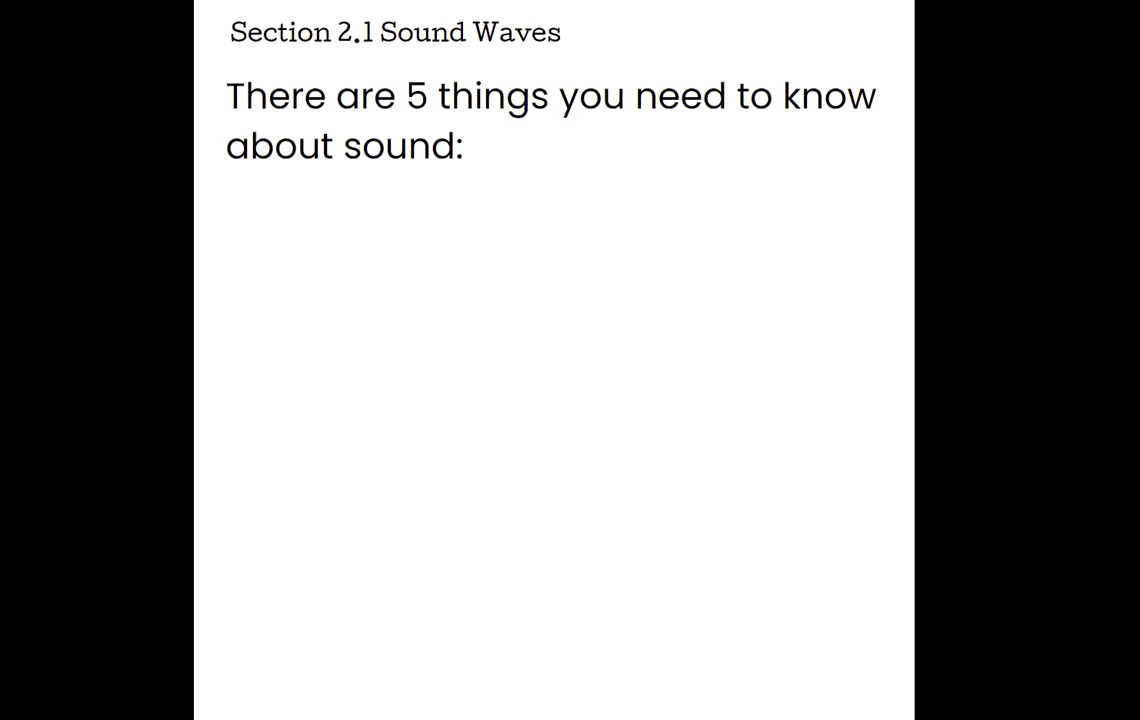 Section 2.1 Sound Waves
There are 5 things you need to know
about sound: